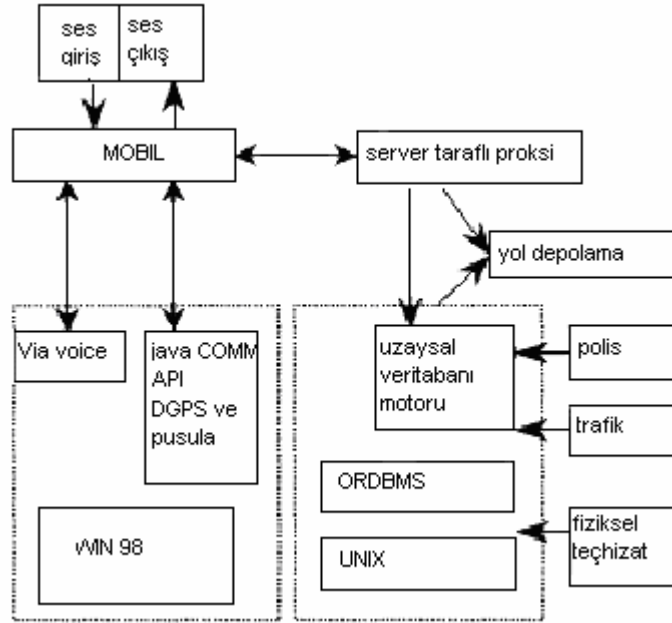 ses
qiriş
ses
çıkış
MOBIL
server taraflı proksi
yol depolama
Via voice
java COMM
API
DGPS ve
pusula
uzaysal
veritabanı
motoru
polis
trafik
ORDBMS
WIN 98
UNIX
fiziksel
teçhizat